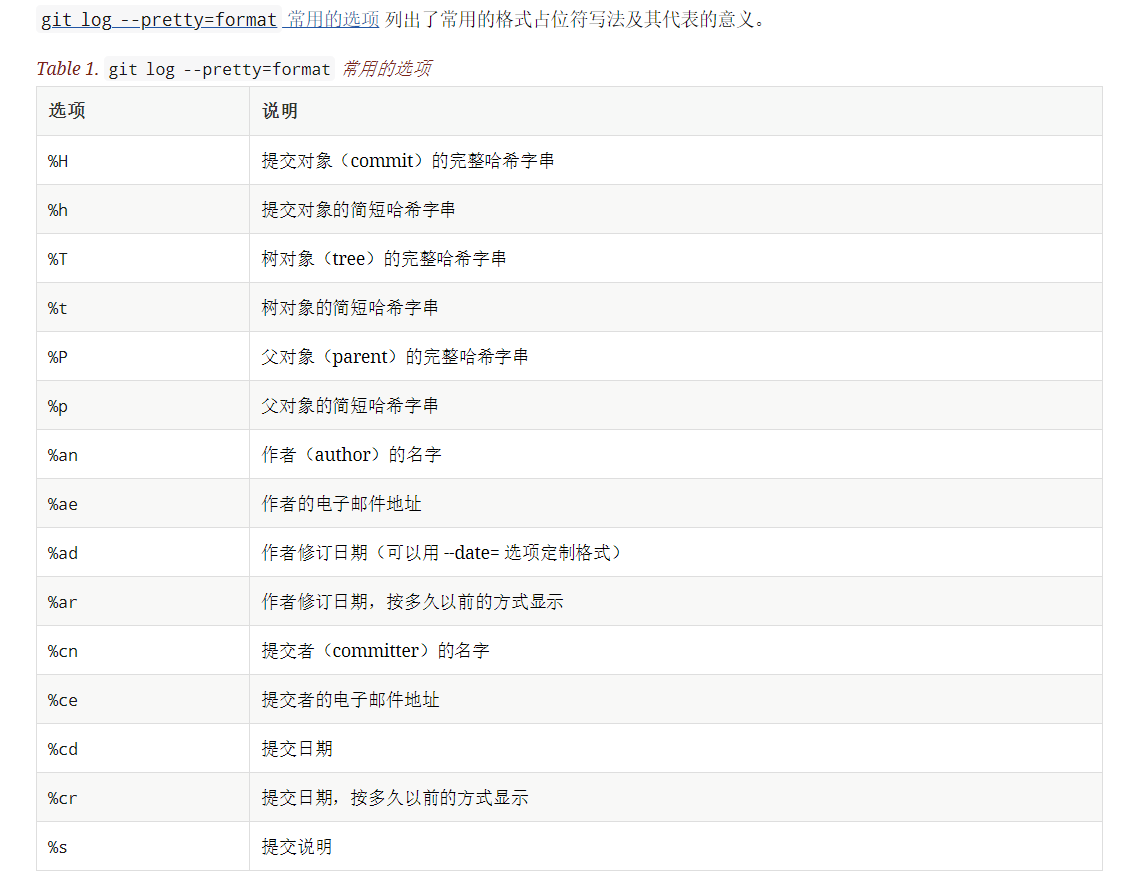 git log --pretty=format 常用的选项 列出了常用的格式占位符写法及其代表的意义。
Table 1. git log --pretty=format 常用的选项
选项 说明
%H 提交对象（commit）的完整哈希字串
%h 提交对象的简短哈希字串
%T 树对象（tree）的完整哈希字串
%t 树对象的简短哈希字串
%P 父对象（parent）的完整哈希字串
%p 父对象的简短哈希字串
%an 作者（author）的名字
%ae 作者的电子邮件地址
%ad 作者修订日期（可以用 --date= 选项定制格式）
%ar 作者修订日期，按多久以前的方式显示
%cn 提交者（committer）的名字
%ce 提交者的电子邮件地址
%cd 提交日期
%cr 提交日期，按多久以前的方式显示
%s 提交说明